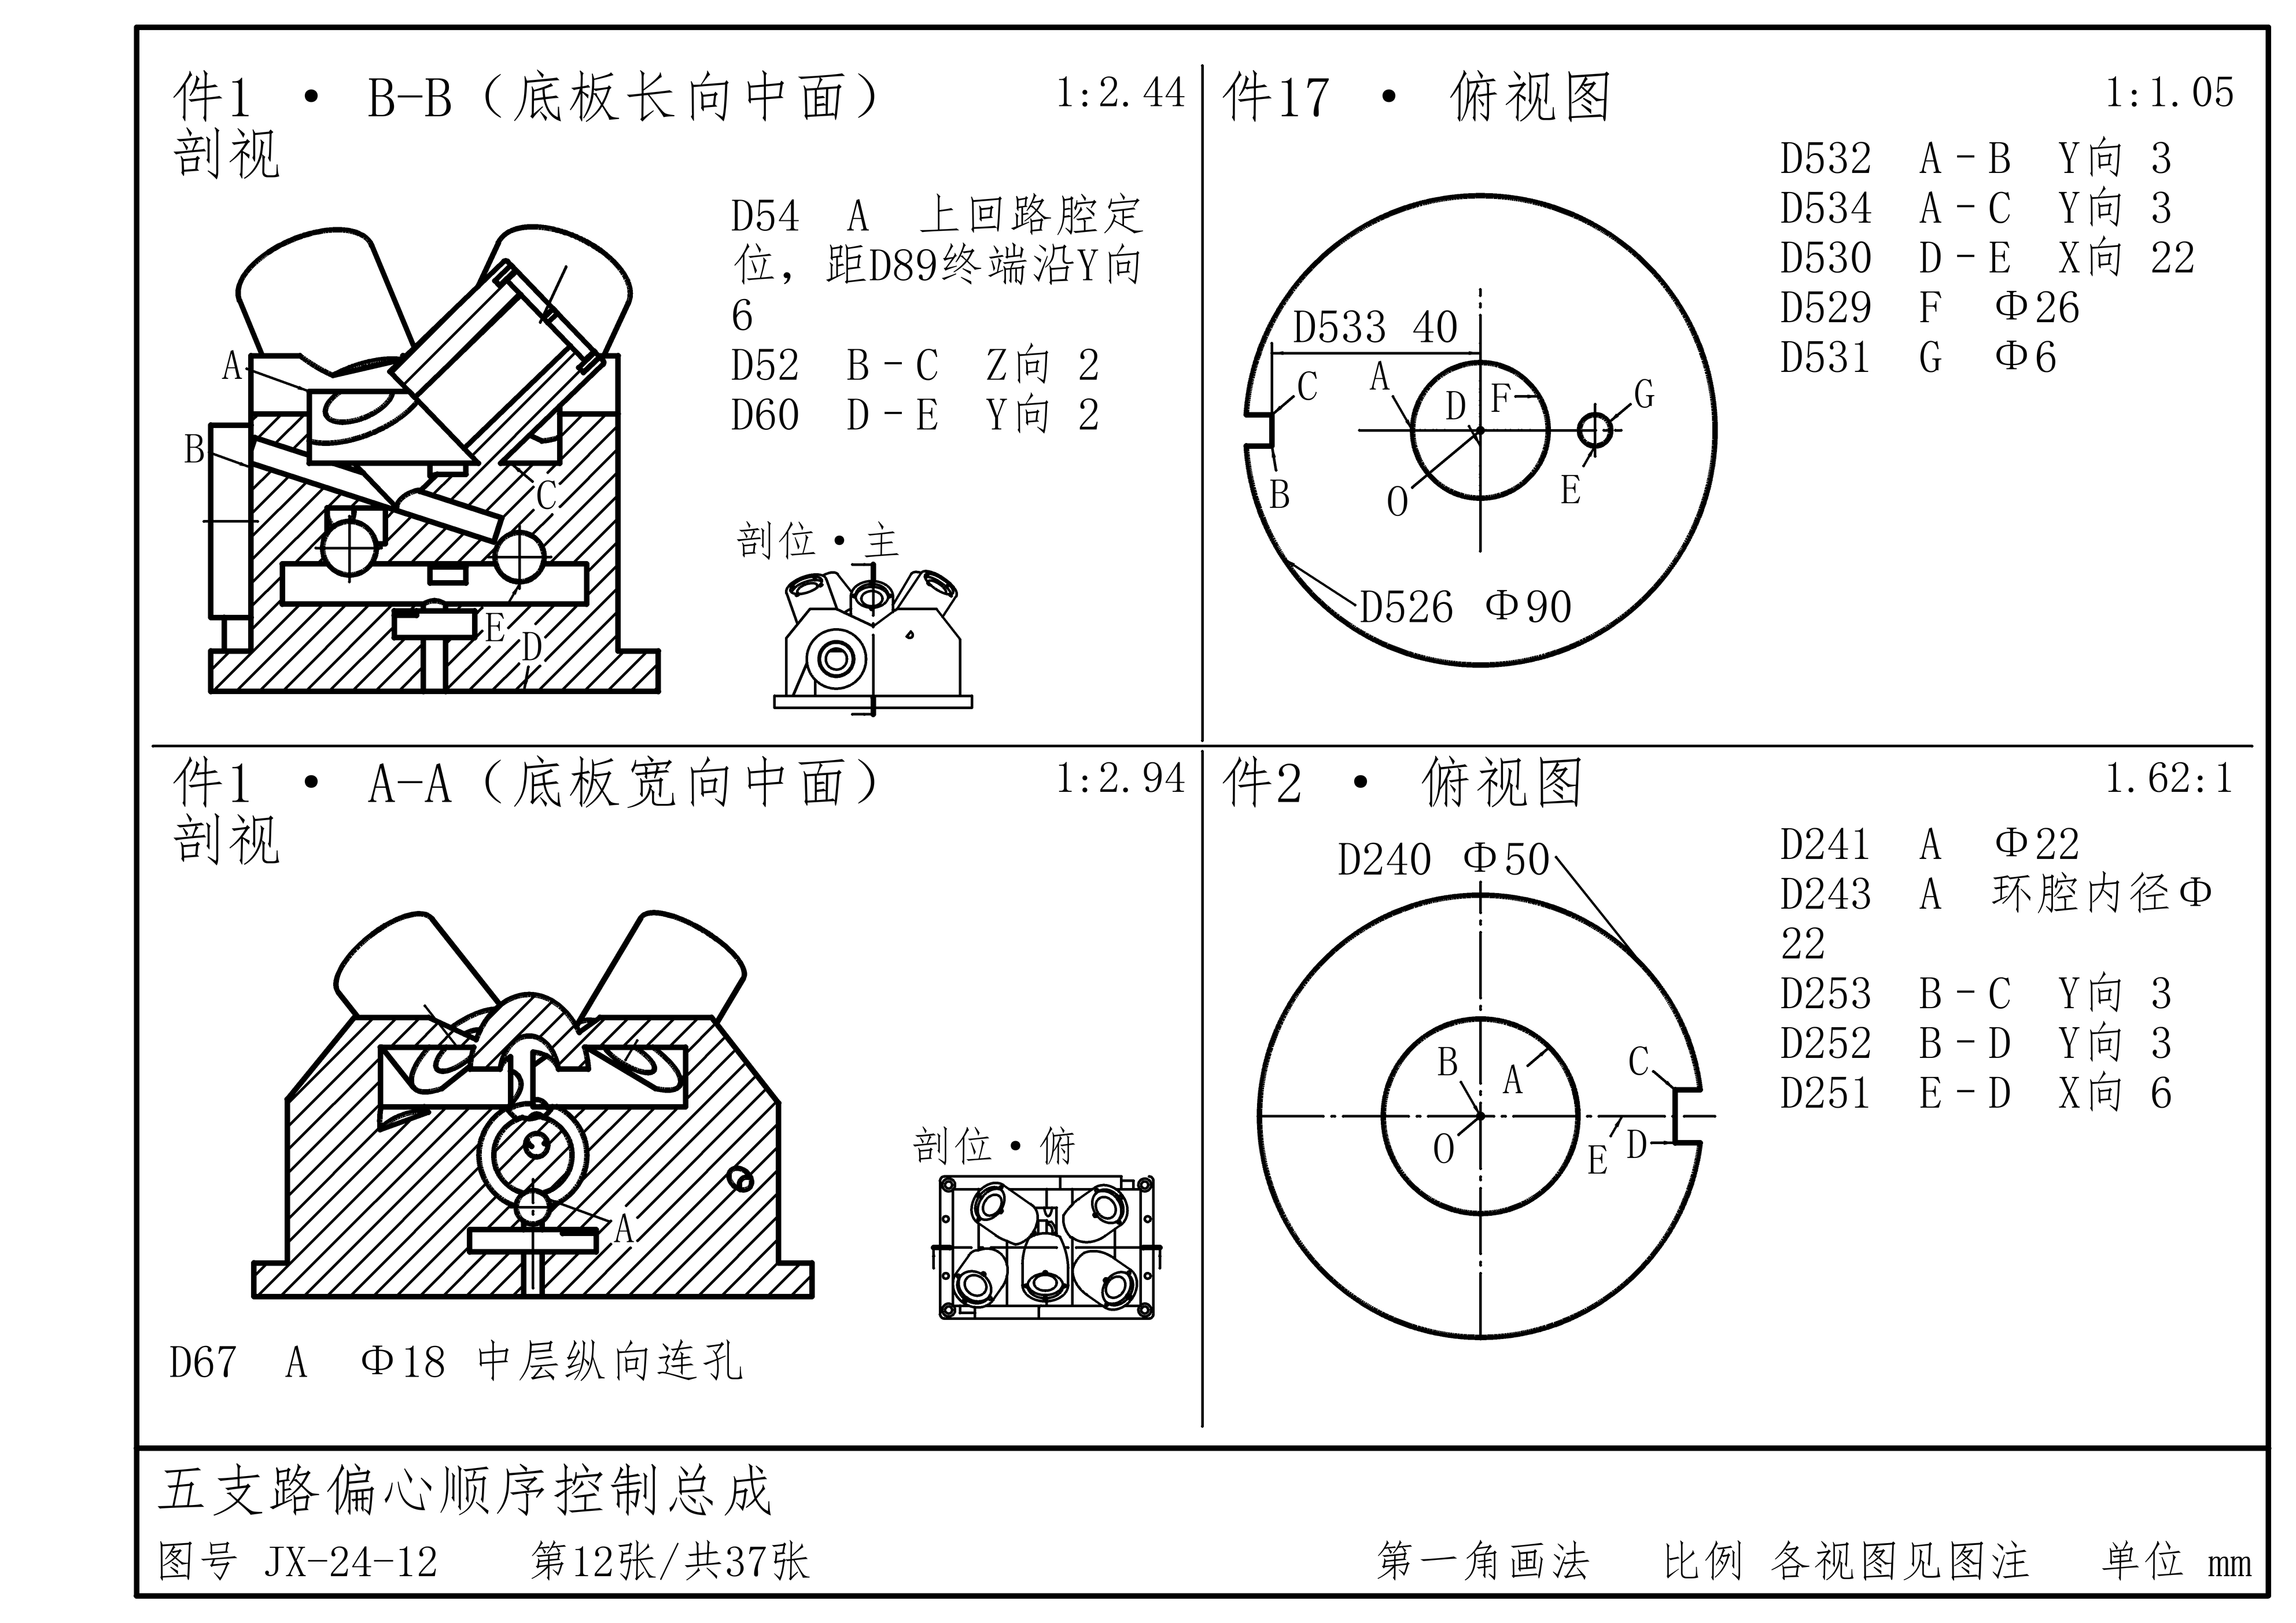 件1 · B-B（底板长向中面）
剖视
1:2.44
D54 A 上回路腔定
位，距D89终端沿Y向
6
D52 B-C Z向 2
D60 D-E Y向 2
A
B
C
E
D
剖位·主
件17 · 俯视图
1:1.05
D532 A-B Y向 3
D534 A-C Y向 3
D530 D-E X向 22
D529 F Φ26
D531 G Φ6
D533 40
C
A
D
F
G
B
O
E
D526 Φ90
件1 · A-A（底板宽向中面）
剖视
1:2.94
A
剖位·俯
D67 A Φ18 中层纵向连孔
件2 · 俯视图
1.62:1
D240 Φ50
D241 A Φ22
D243 A 环腔内径Φ
22
D253 B-C Y向 3
D252 B-D Y向 3
D251 E-D X向 6
B
A
C
O
E
D
五支路偏心顺序控制总成
图号 JX-24-12 第12张/共37张 第一角画法 比例 各视图见图注 单位 mm